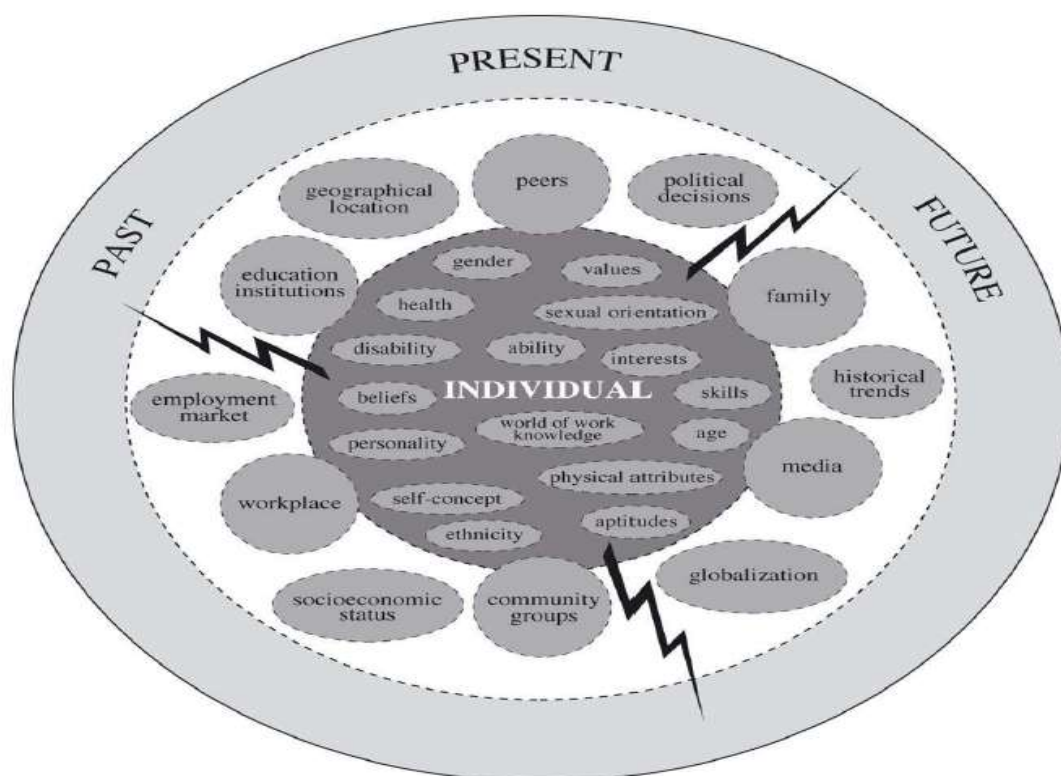 PRESENT
PAST
FUTURE
geographical
location
peers
political
decisions
education
institutions
family
employment
market
historical
trends
workplace
media
socioeconomic
status
community
groups
globalization
gender
values
health
sexual orientation
disability
ability
interests
INDIVIDUAL
beliefs
skills
world of work
knowledge
age
personality
physical attributes
self-concept
aptitudes
ethnicity